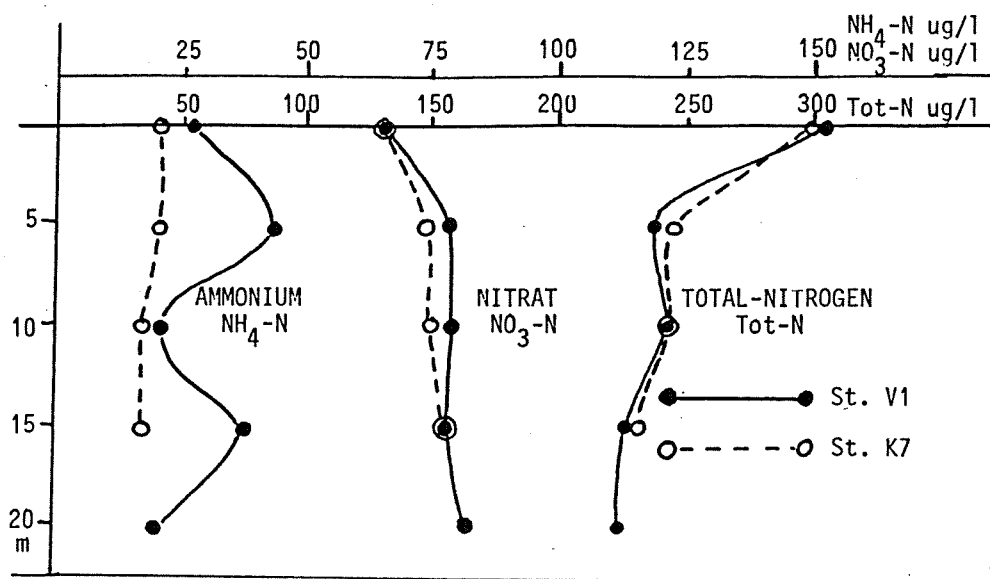 NH4-N ug/l
25 50 75 100 125 150 NO3-N ug/l
50 100 150 200 250 300 Tot-N ug/l
5
10
AMMONIUM
NH4-N
NITRAT
NO3-N
TOTAL-NITROGEN
Tot-N
St. V1
15
St. K7
20
m